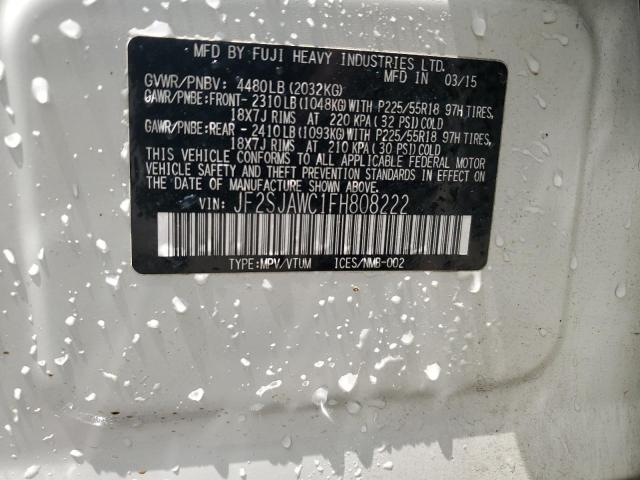 MFD BY FUJI HEAVY INDUSTRIES LTD.
MFD IN 03/15
GVWR/PNBV: 4480LB (2032KG)
GAWR/PNBE:FRONT- 2310LB (1048KG) WITH P225/55R18 97H TIRES,
18X7J RIMS AT 220 KPA (32 PSI) COLD
GAWR/PNBE:REAR - 2410LB (1093KG) WITH P225/55R18 97H TIRES,
18X7J RIMS AT 210 KPA (30 PSI) COLD
THIS VEHICLE CONFORMS TO ALL APPLICABLE FEDERAL MOTOR
VEHICLE SAFETY AND THEFT PREVENTION STANDARDS IN EFFECT ON
THE DATE OF MANUFACTURE SHOWN ABOVE
VIN: JF2SJAWC1FH808222
TYPE:MPV/VTUM ICES/NMB-002